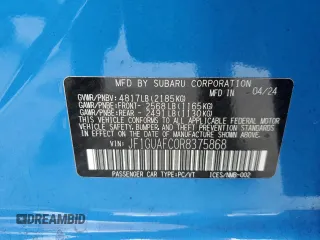 MFD. BY SUBARU CORPORATION
GVWR/PNBV: 4817LB(2185KG) 04/24
GAWR/PNBE:FRONT- 2568LB(1165KG)
GAWR/PNBE:REAR - 2491LB(1130KG)
THIS VEHICLE CONFORMS TO ALL APPLICABLE
FEDERAL MOTOR VEHICLE
SAFETY, BUMPER, AND THEFT PREVENTION
STANDARDS IN EFFECT ON THE DATE OF
MANUFACTURE SHOWN ABOVE.
VIN: JF1GUAFC0R8375868
PASSENGER CAR TYPE:PC/VT ICES/NMB-002
DREAMBID